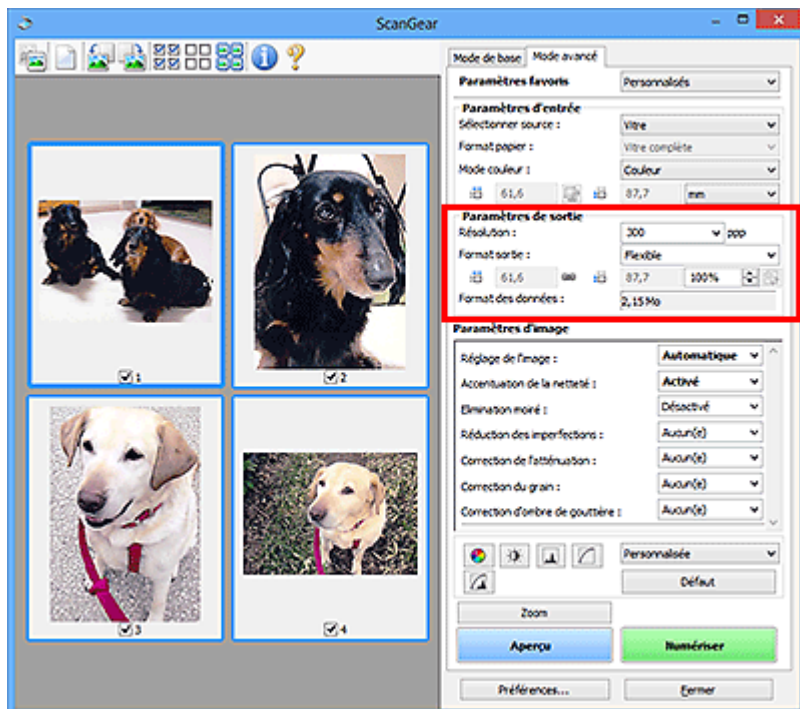 ScanGear
Mode de base Mode avancé
Paramètres favoris Personnalisés
Paramètres d'entrée
Sélectionner source : Vitre
Format papier : Vitre complète
Mode couleur : Couleur
61,6 87,7 mm
Paramètres de sortie
Résolution : 300 ppp
Format sortie : Flexible
61,6 87,7 100%
Format des données : 2,15 Mo
Paramètres d'image
Réglage de l'image : Automatique
Accentuation de la netteté : Activé
Elimination moiré : Désactivé
Réduction des imperfections : Aucun(e)
Correction de l'atténuation : Aucun(e)
Correction du grain : Aucun(e)
Correction d'ombre de gouttière : Aucun(e)
Personnalisée
Défaut
Zoom
Aperçu Numériser
Préférences... Fermer
1
2
3
4